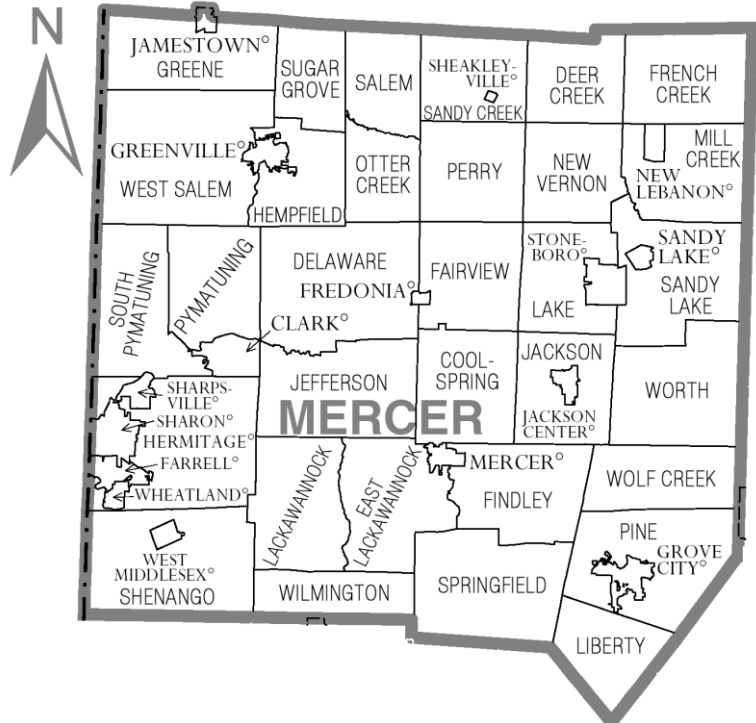 N
JAMESTOWN°
GREENE
SUGAR
GROVE
SALEM
SHEAKLEY-
VILLE°
SANDY CREEK
DEER
CREEK
FRENCH
CREEK
GREENVILLE°
WEST SALEM
HEMPFIELD
OTTER
CREEK
PERRY
NEW
VERNON
MILL
CREEK
NEW
LEBANON°
SOUTH
PYMATUNING
PYMATUNING
DELAWARE
FREDONIA°
CLARK°
FAIRVIEW
STONE-
BORO°
LAKE
SANDY
LAKE°
SANDY
LAKE
SHARPS-
VILLE°
SHARON°
HERMITAGE°
FARRELL°
WHEATLAND°
JEFFERSON
MERCER
COOL-
SPRING
JACKSON
JACKSON
CENTER°
WORTH
LACKAWANNOCK
EAST
LACKAWANNOCK
MERCER°
FINDLEY
WOLF CREEK
PINE
GROVE
CITY°
WEST
MIDDLESEX°
SHENANGO
WILMINGTON
SPRINGFIELD
LIBERTY